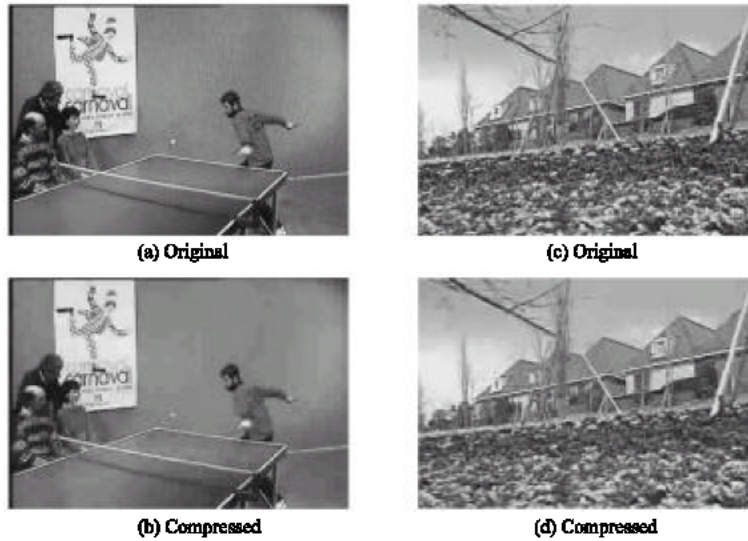 carnaval
(a) Original
(c) Original
carnaval
(b) Compressed
(d) Compressed